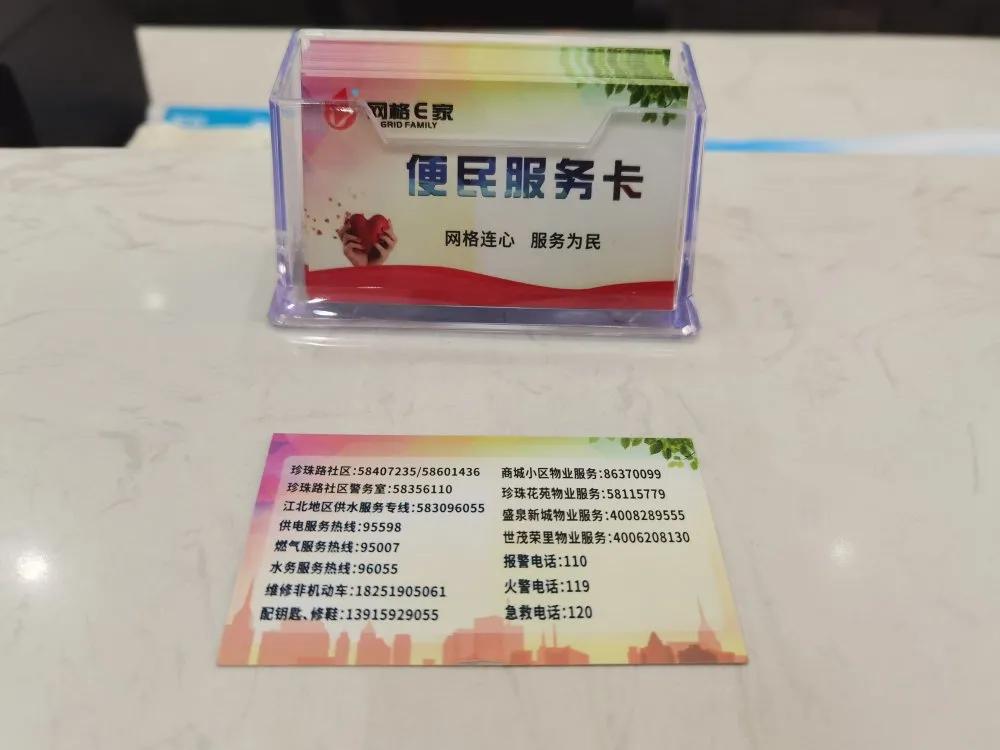 网格E家
GRID FAMILY
便民服务卡
网格连心 服务为民
珍珠路社区:58407235/58601436
珍珠路社区警务室:58356110
江北地区供水服务专线:583096055
供电服务热线:95598
燃气服务热线:95007
水务服务热线:96055
维修非机动车:18251905061
配钥匙、修鞋:13915929055
商城小区物业服务:86370099
珍珠花苑物业服务:58115779
盛泉新城物业服务:4008289555
世茂荣里物业服务:4006208130
报警电话:110
火警电话:119
急救电话:120